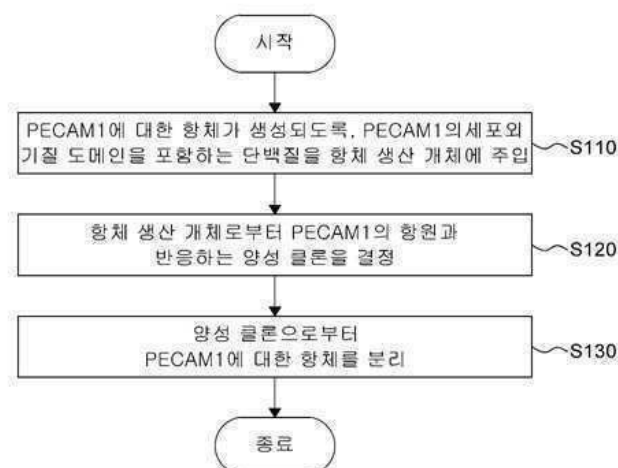 시작
PECAM1에 대한 항체가 생성되도록, PECAM1의세포외
기질 도메인을 포함하는 단백질을 항체 생산 개체에 주입
S110
항체 생산 개체로부터 PECAM1의 항원과
반응하는 양성 클론을 결정
S120
양성 클론으로부터
PECAM1에 대한 항체를 분리
S130
종료